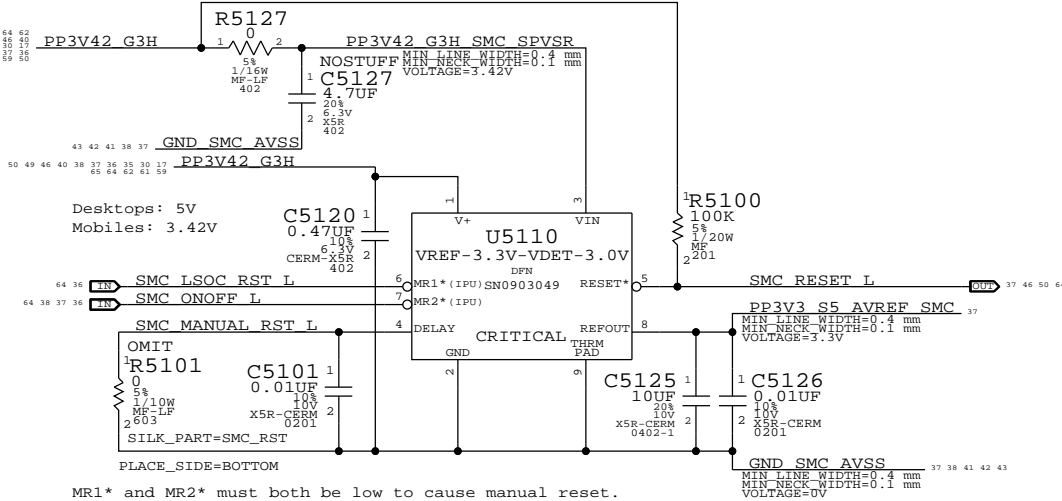 R5127
0
64 62
46 40
30 17
37 36
59 50
PP3V42_G3H
1
2
5%
1/16W
MF-LF
402
PP3V42_G3H_SMC_SPVSR
MIN_LINE_WIDTH=0.4 mm
MIN_NECK_WIDTH=0.1 mm
VOLTAGE=3.42V
NOSTUFF
1
C5127
4.7UF
20%
6.3V
2
X5R
402
43 42 41 38 37
GND_SMC_AVSS
50 49 46 40 38 37 36 35 30 17
65 64 62 61 59
PP3V42_G3H
Desktops: 5V
Mobiles: 3.42V
C5120
1
0.47UF
10%
6.3V
2
CERM-X5R
402
1
3
V+
VIN
U5110
VREF-3.3V-VDET-3.0V
DFN
SN0903049
1
R5100
100K
5%
1/20W
MF
2
201
64 36
IN
SMC_LSOC_RST_L
6
MR1*(IPU)
RESET*
5
SMC_RESET_L
OUT
37 46 50 64
64 38 37 36
IN
SMC_ONOFF_L
7
MR2*(IPU)
PP3V3_S5_AVREF_SMC
37
MIN_LINE_WIDTH=0.4 mm
MIN_NECK_WIDTH=0.1 mm
VOLTAGE=3.3V
SMC_MANUAL_RST_L
4
DELAY
REFOUT
8
CRITICAL
THRM
PAD
GND
2
9
OMIT
1
R5101
0
5%
1/10W
MF-LF
2
603
SILK_PART=SMC_RST
C5101
1
0.01UF
10%
10V
2
X5R-CERM
0201
C5125
1
10UF
20%
10V
2
X5R-CERM
0402-1
1
C5126
0.01UF
10%
10V
2
X5R-CERM
0201
PLACE_SIDE=BOTTOM
GND_SMC_AVSS
37 38 41 42 43
MIN_LINE_WIDTH=0.4 mm
MIN_NECK_WIDTH=0.1 mm
VOLTAGE=0V
MR1* and MR2* must both be low to cause manual reset.